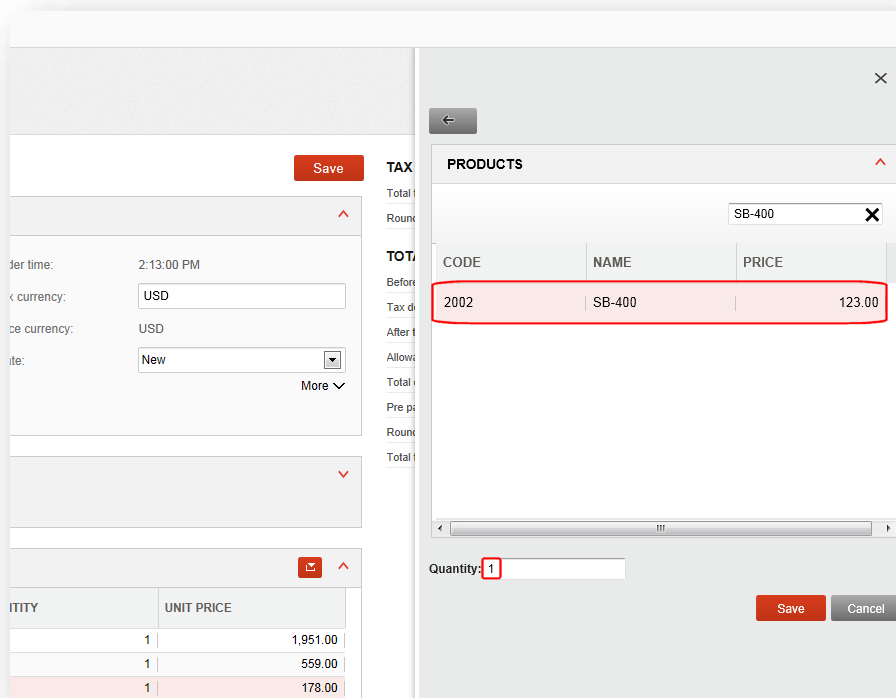 Save
der time:
2:13:00 PM
k currency:
USD
ce currency:
USD
ate:
New
More
TITY
UNIT PRICE
1
1,951.00
1
559.00
1
178.00
TAX
Total
Round
TOTA
Before
Tax de
After t
Allowa
Total
Pre pa
Round
Total
PRODUCTS
SB-400
CODE
NAME
PRICE
2002
SB-400
123.00
Quantity:
1
Save
Cancel